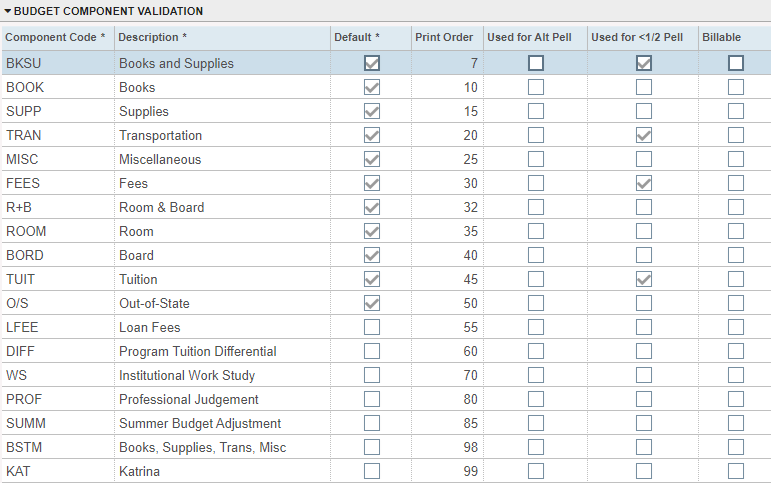 BUDGET COMPONENT VALIDATION
Component Code * Description * Default * Print Order Used for Alt Pell Used for <1/2 Pell Billable
BKSU Books and Supplies 7
BOOK Books 10
SUPP Supplies 15
TRAN Transportation 20
MISC Miscellaneous 25
FEES Fees 30
R+B Room & Board 32
ROOM Room 35
BORD Board 40
TUIT Tuition 45
O/S Out-of-State 50
LFEE Loan Fees 55
DIFF Program Tuition Differential 60
WS Institutional Work Study 70
PROF Professional Judgement 80
SUMM Summer Budget Adjustment 85
BSTM Books, Supplies, Trans, Misc 98
KAT Katrina 99